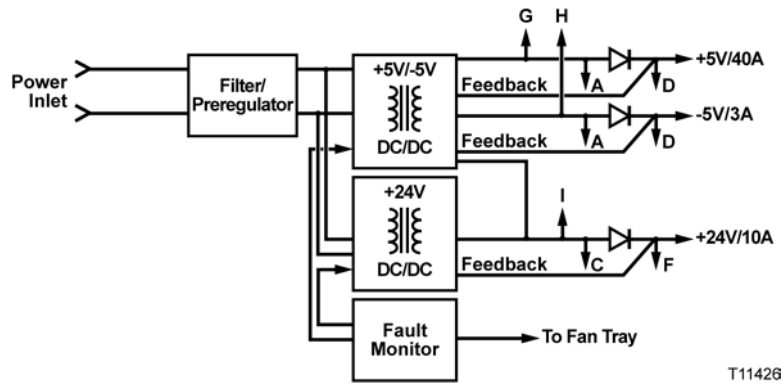 G H
+5V/-5V
+5V/40A
Power
Inlet
Filter/
Preregulator
Feedback
A D
-5V/3A
DC/DC
Feedback
A D
+24V
I
+24V/10A
DC/DC
Feedback
C F
Fault
Monitor
To Fan Tray
T11426